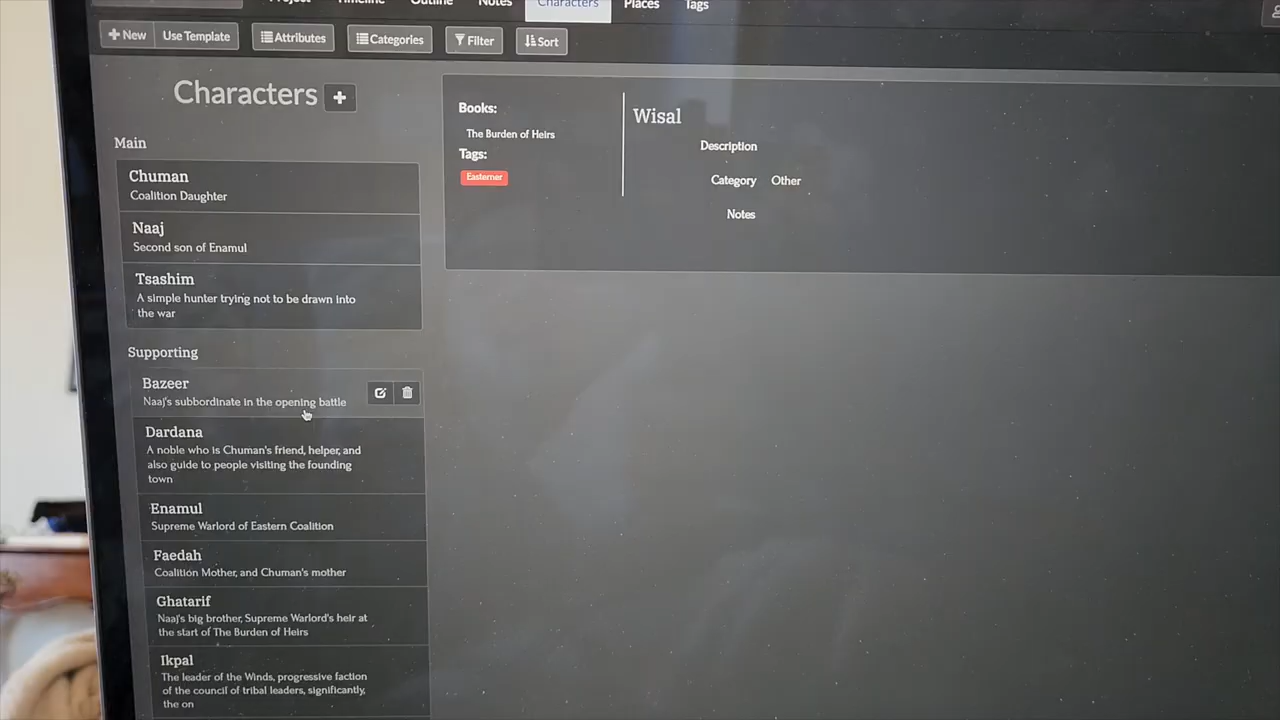 Project Timeline Outline Notes Characters Places Tags
New Use Template Attributes Categories Filter Sort
Characters
Main
Chuman
Coalition Daughter
Naaj
Second son of Enamul
Tsashim
A simple hunter trying not to be drawn into
the war
Supporting
Bazeer
Naaj's subbordinate in the opening battle
Dardana
A noble who is Chuman's friend, helper, and
also guide to people visiting the founding
town
Enamul
Supreme Warlord of Eastern Coalition
Faedah
Coalition Mother, and Chuman's mother
Ghatarif
Naaj's big brother, Supreme Warlord's heir at
the start of The Burden of Heirs
Ikpal
The leader of the Winds, progressive faction
of the council of tribal leaders, significantly,
the on
Books:
The Burden of Heirs
Tags:
Easterner
Wisal
Description
Category Other
Notes